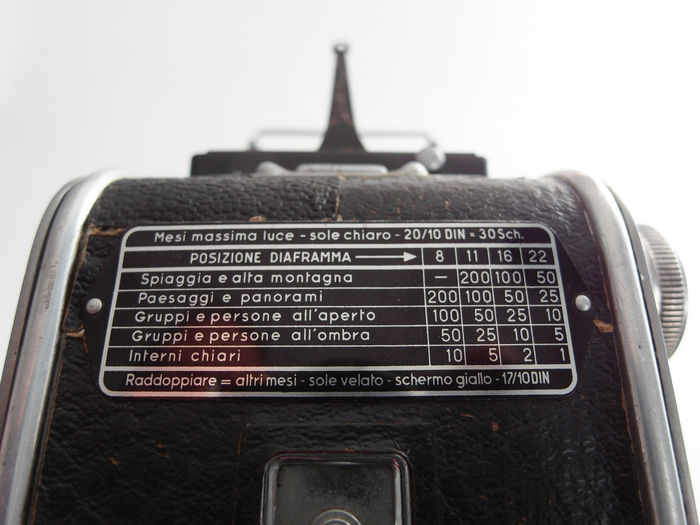 Mesi massima luce - sole chiaro - 20/10 DIN = 30 Sch.
POSIZIONE DIAFRAMMA → 8 11 16 22
Spiaggia e alta montagna — 200 100 50
Paesaggi e panorami 200 100 50 25
Gruppi e persone all'aperto 100 50 25 10
Gruppi e persone all'ombra 50 25 10 5
Interni chiari 10 5 2 1
Raddoppiare = altri mesi - sole velato - schermo giallo - 17/10 DIN